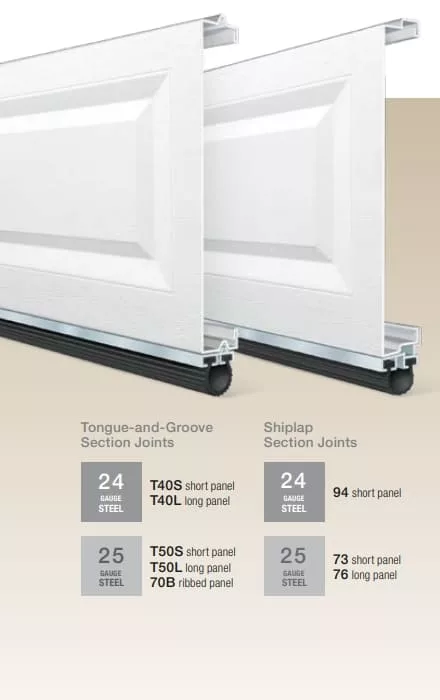 Tongue-and-Groove
Section Joints
24
GAUGE
STEEL
T40S short panel
T40L long panel
25
GAUGE
STEEL
T50S short panel
T50L long panel
70B ribbed panel
Shiplap
Section Joints
24
GAUGE
STEEL
94 short panel
25
GAUGE
STEEL
73 short panel
76 long panel